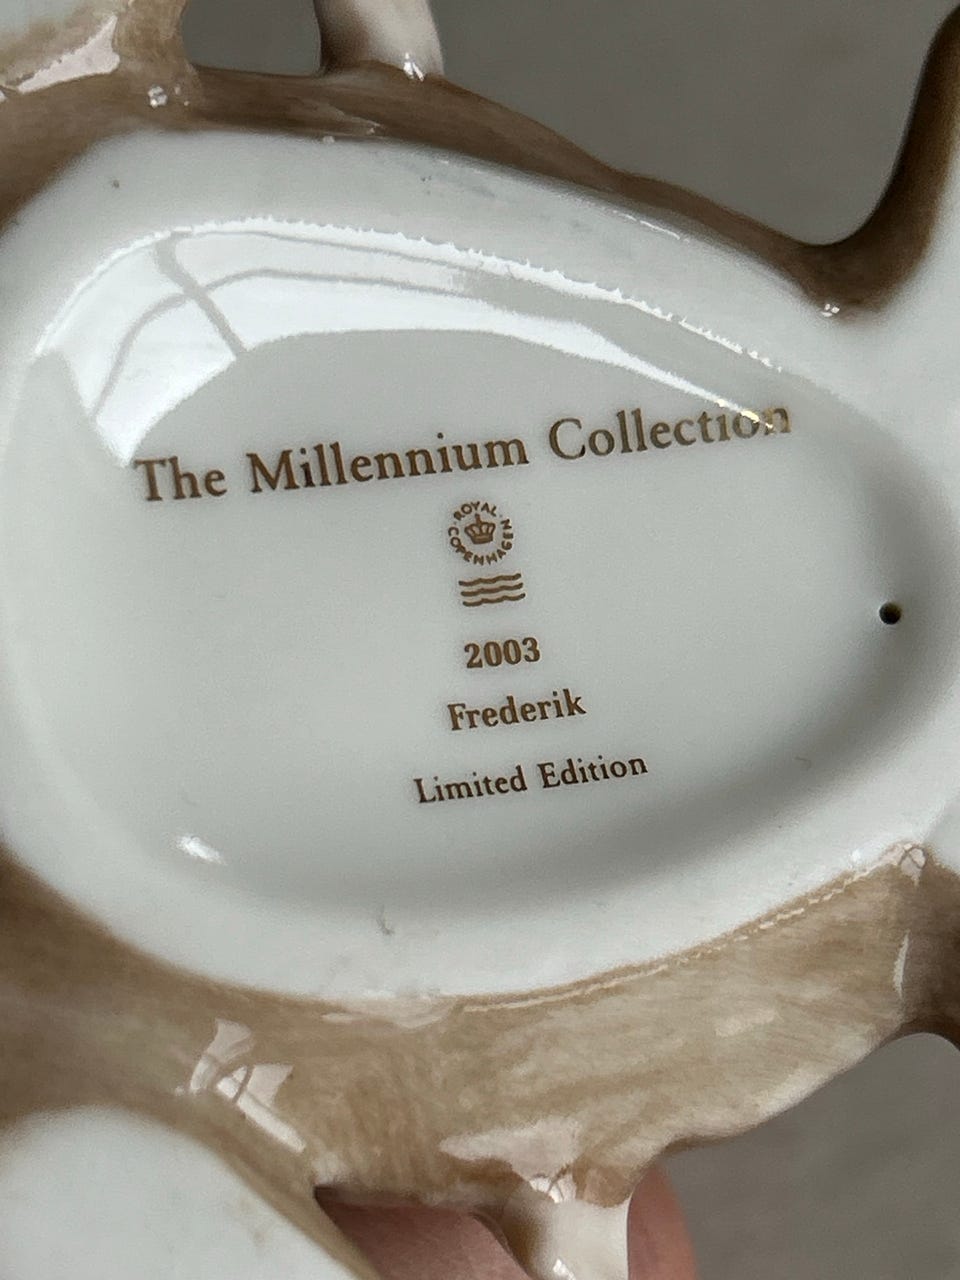 The Millennium Collection
ROYAL COPENHAGEN
2003
Frederik
Limited Edition